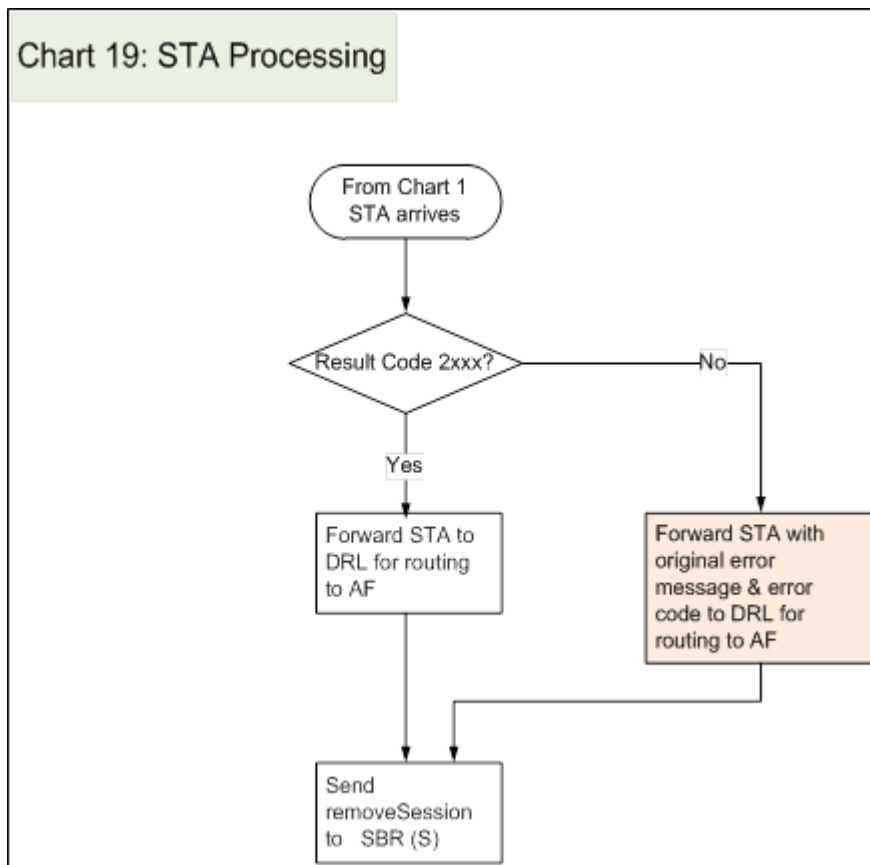 Chart 19: STA Processing
From Chart 1
STA arrives
Result Code 2xxx?
No
Yes
Forward STA to
DRL for routing
to AF
Forward STA with
original error
message & error
code to DRL for
routing to AF
Send
removeSession
to SBR (S)